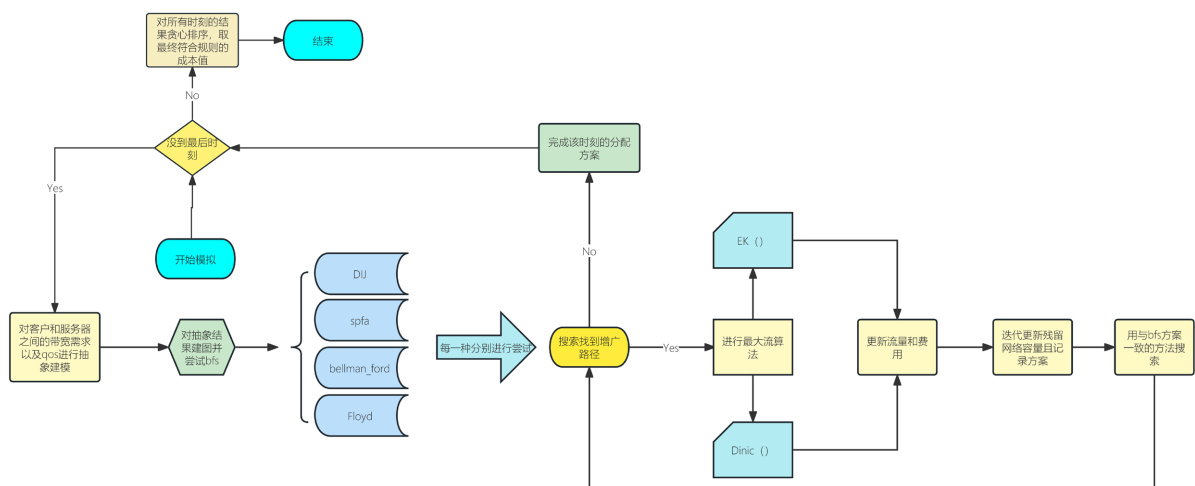 对所有时刻的结
果贪心排序，取
最终符合规则的
成本值
结束
No
没到最后时
刻
Yes
开始模拟
完成该时刻的分配
方案
No
对客户和服务器
之间的带宽需求
以及qos进行抽
象建模
对抽象结
果建图并
尝试bfs
DIJ
spfa
bellman_ford
Floyd
每一种分别进行尝试
搜索找到增广
路径
Yes
EK（）
进行最大流算
法
Dinic（）
更新流量和费
用
迭代更新残留
网络容量且记
录方案
用与bfs方案
一致的方法搜
索